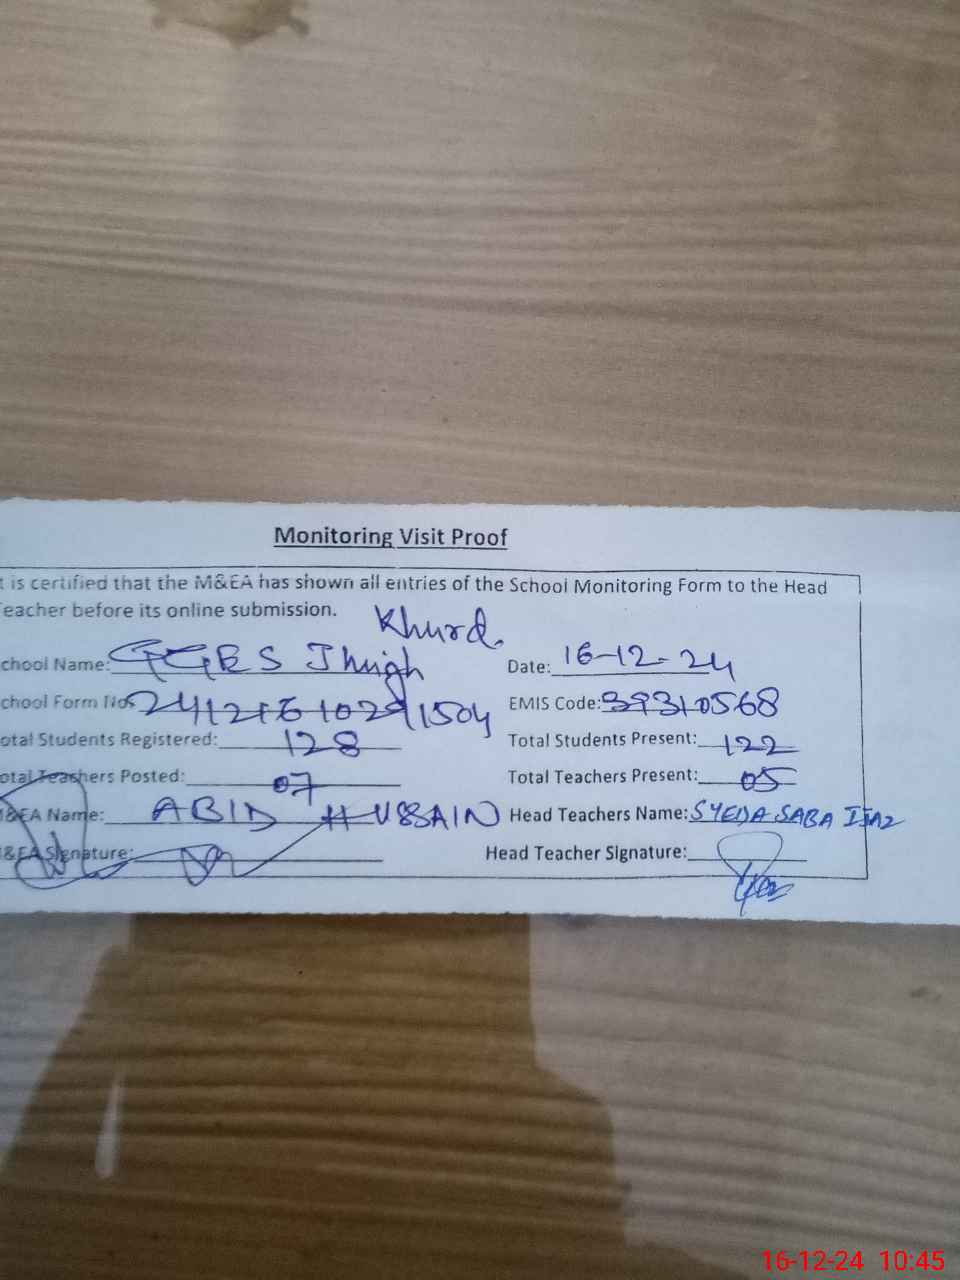 Monitoring Visit Proof
t is certified that the M&EA has shown all entries of the School Monitoring Form to the Head
eacher before its online submission.
Khurd.
chool Name: GGES Jhugh Date: 16-12-24
chool Form No: EMIS Code: 39310568
otal Students Registered: 128 Total Students Present: 122
otal Teachers Posted: 07 Total Teachers Present: 05
&EA Name: ABID HUSSAIN Head Teachers Name: SYEDA SABA IJAZ
&EA Signature: Head Teacher Signature:
16-12-24 10:45